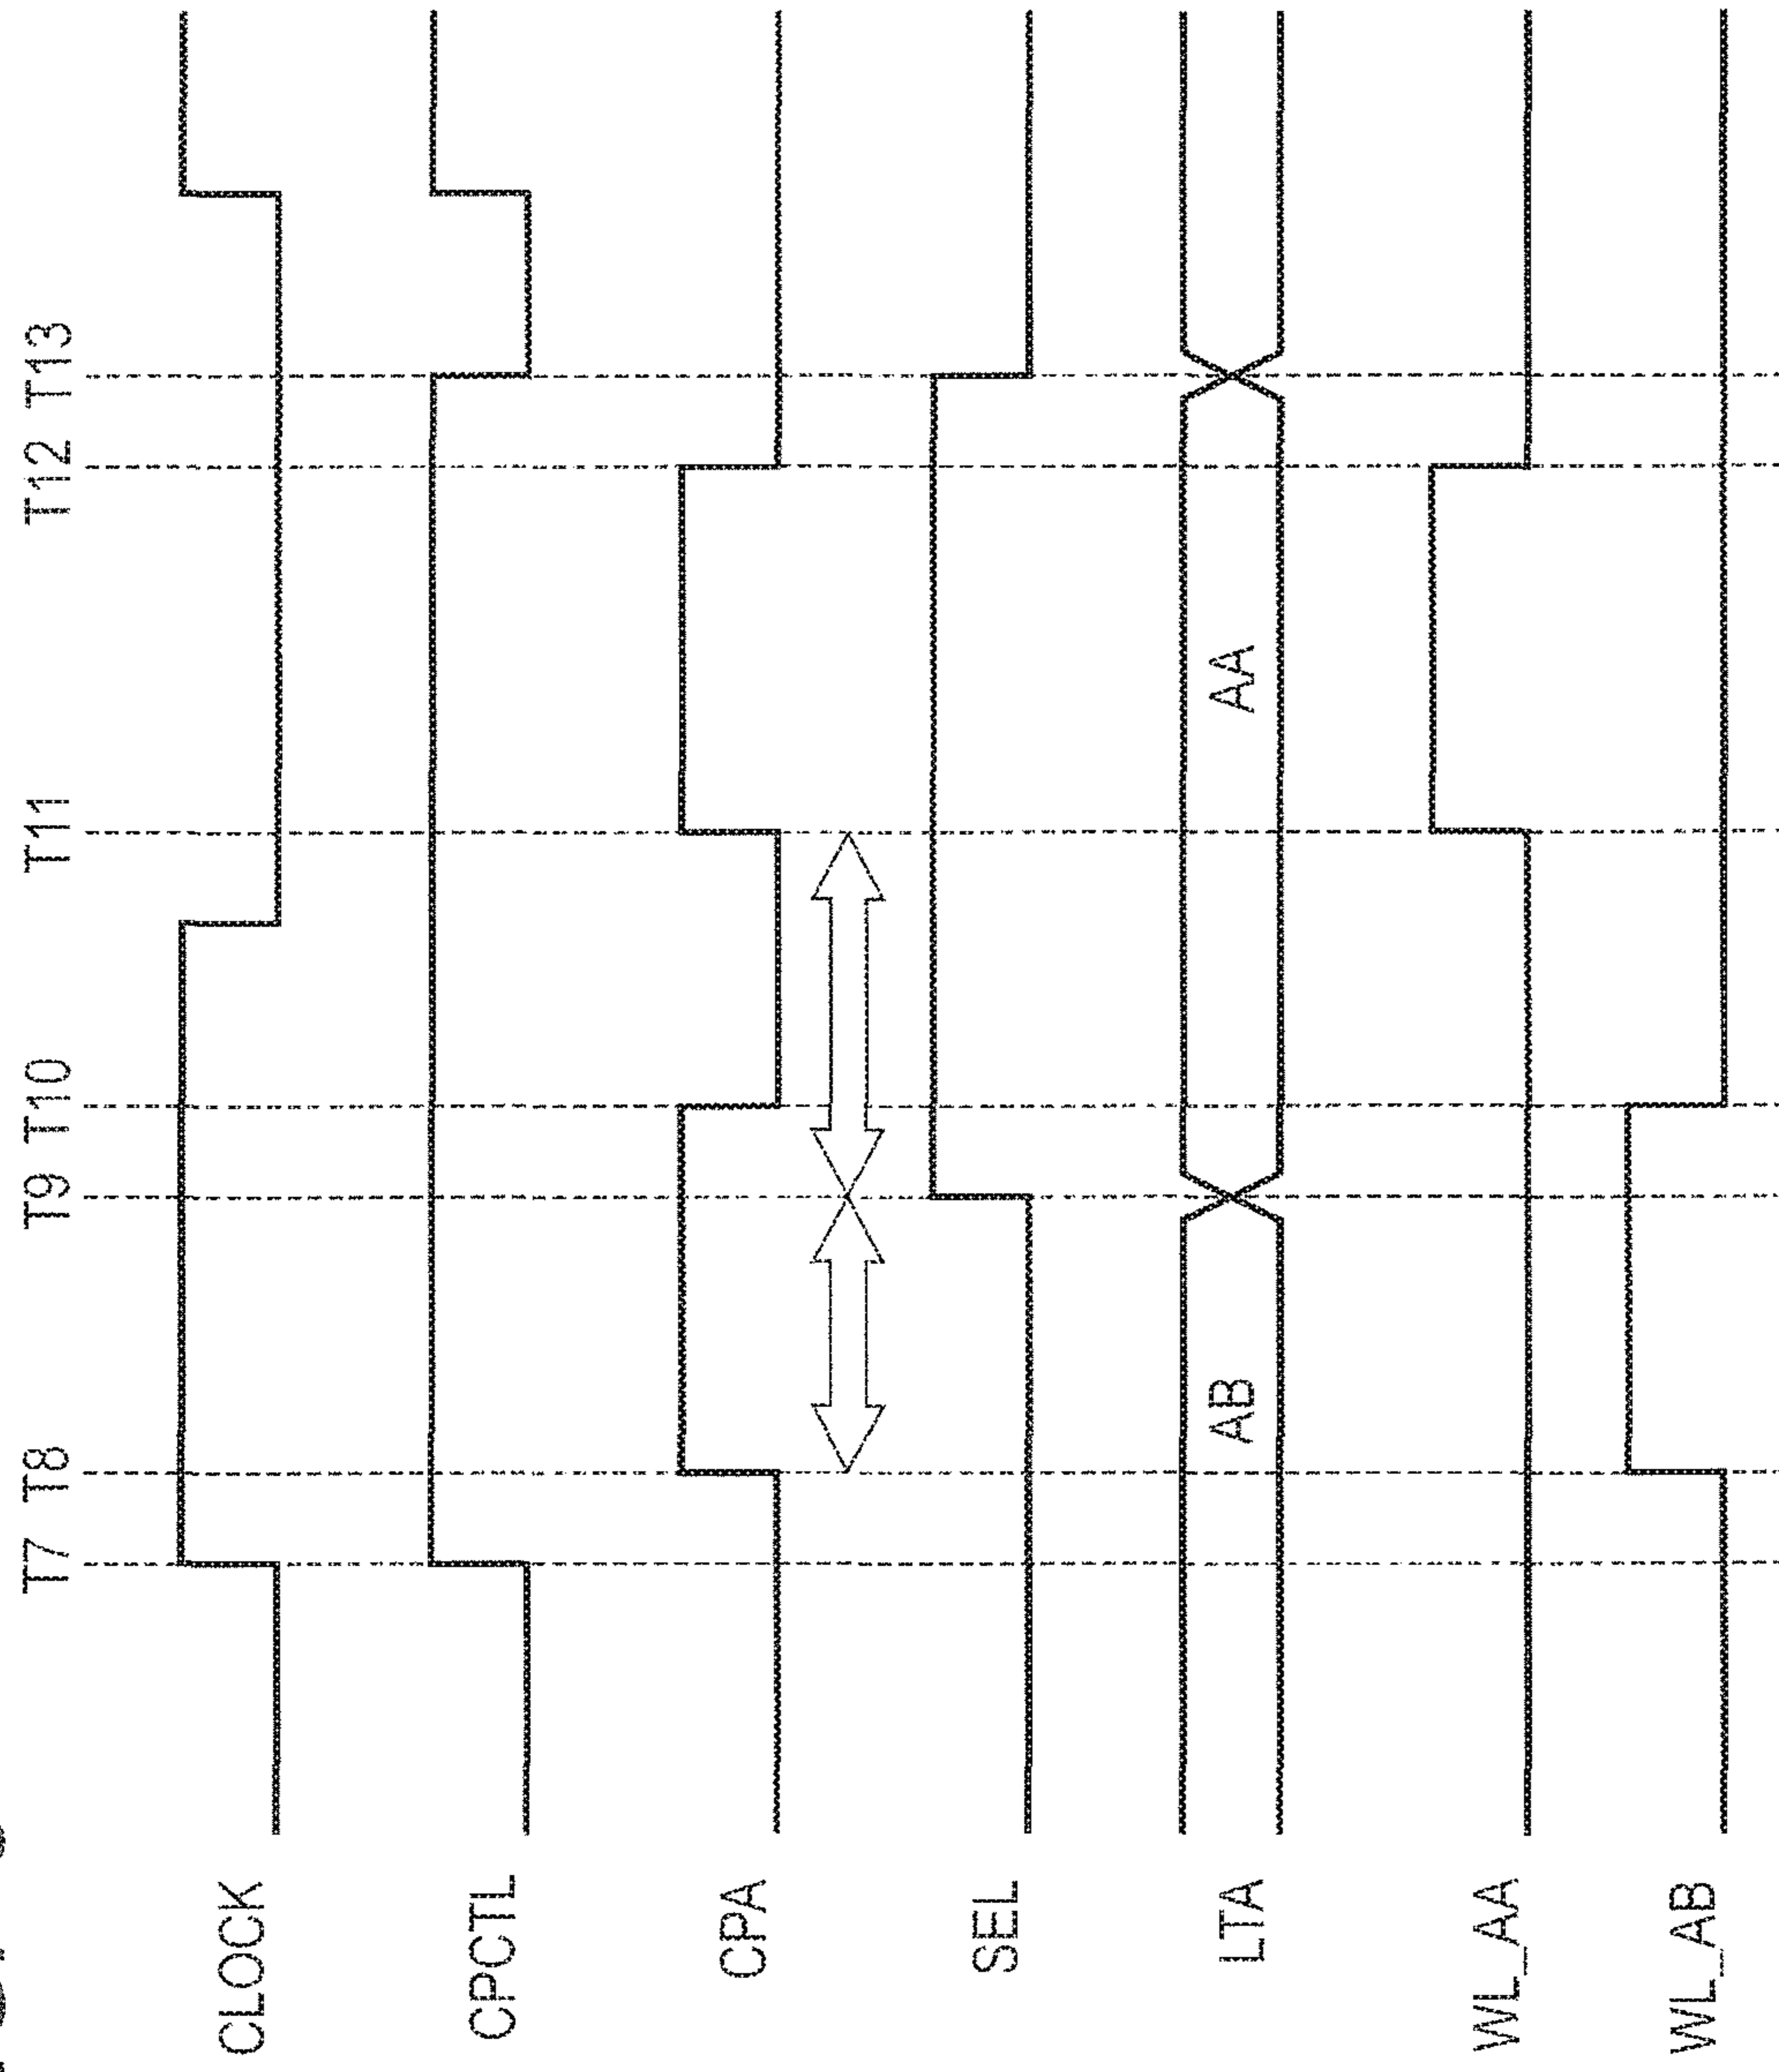 T7 T8 T9 T10 T11 T12 T13
CLOCK
CPCTL
CPA
SEL
LTA AB AA
WL_AA
WL_AB